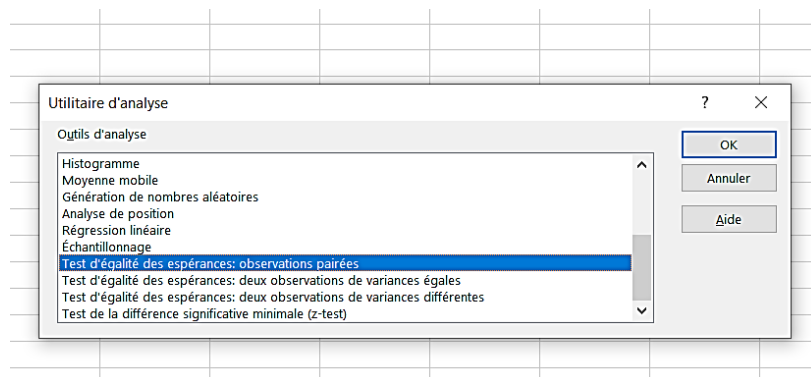 Utilitaire d'analyse ? ×
Outils d'analyse
Histogramme
Moyenne mobile
Génération de nombres aléatoires
Analyse de position
Régression linéaire
Échantillonnage
Test d'égalité des espérances: observations pairées
Test d'égalité des espérances: deux observations de variances égales
Test d'égalité des espérances: deux observations de variances différentes
Test de la différence significative minimale (z-test)
OK
Annuler
Aide